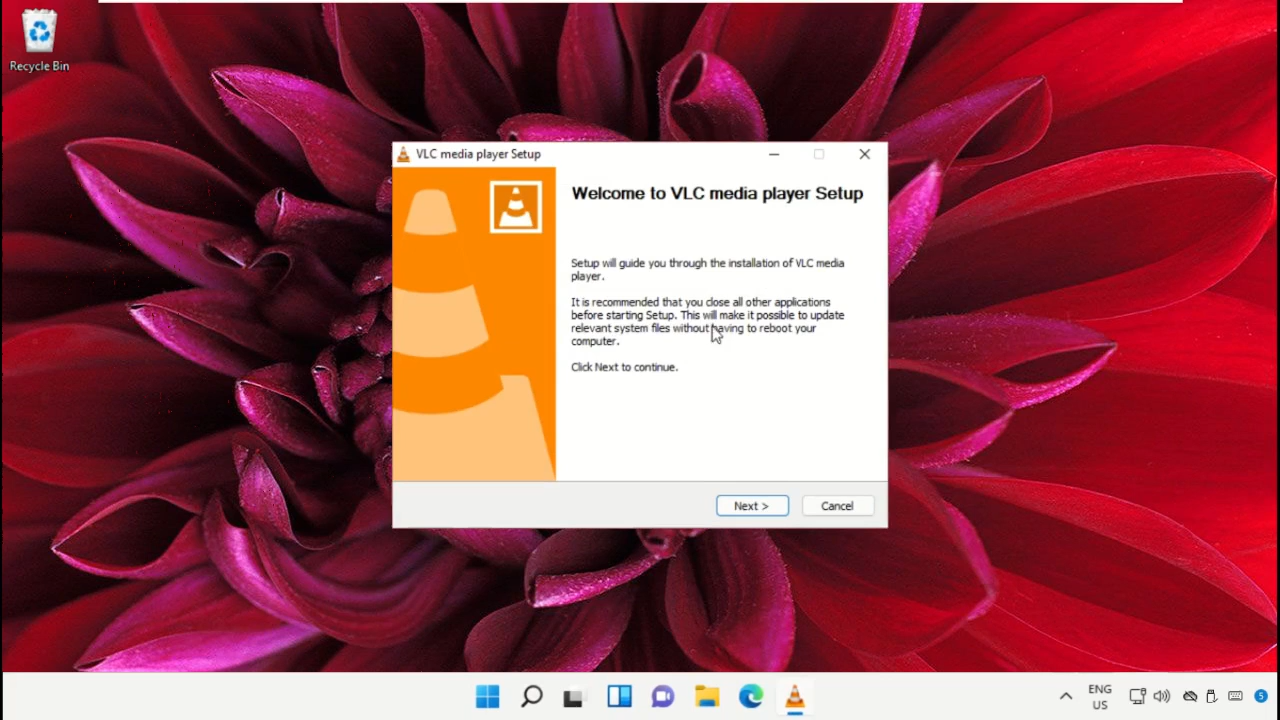 Recycle Bin
VLC media player Setup
Welcome to VLC media player Setup
Setup will guide you through the installation of VLC media
player.
It is recommended that you close all other applications
before starting Setup. This will make it possible to update
relevant system files without having to reboot your
computer.
Click Next to continue.
Next >
Cancel
ENG
US
5